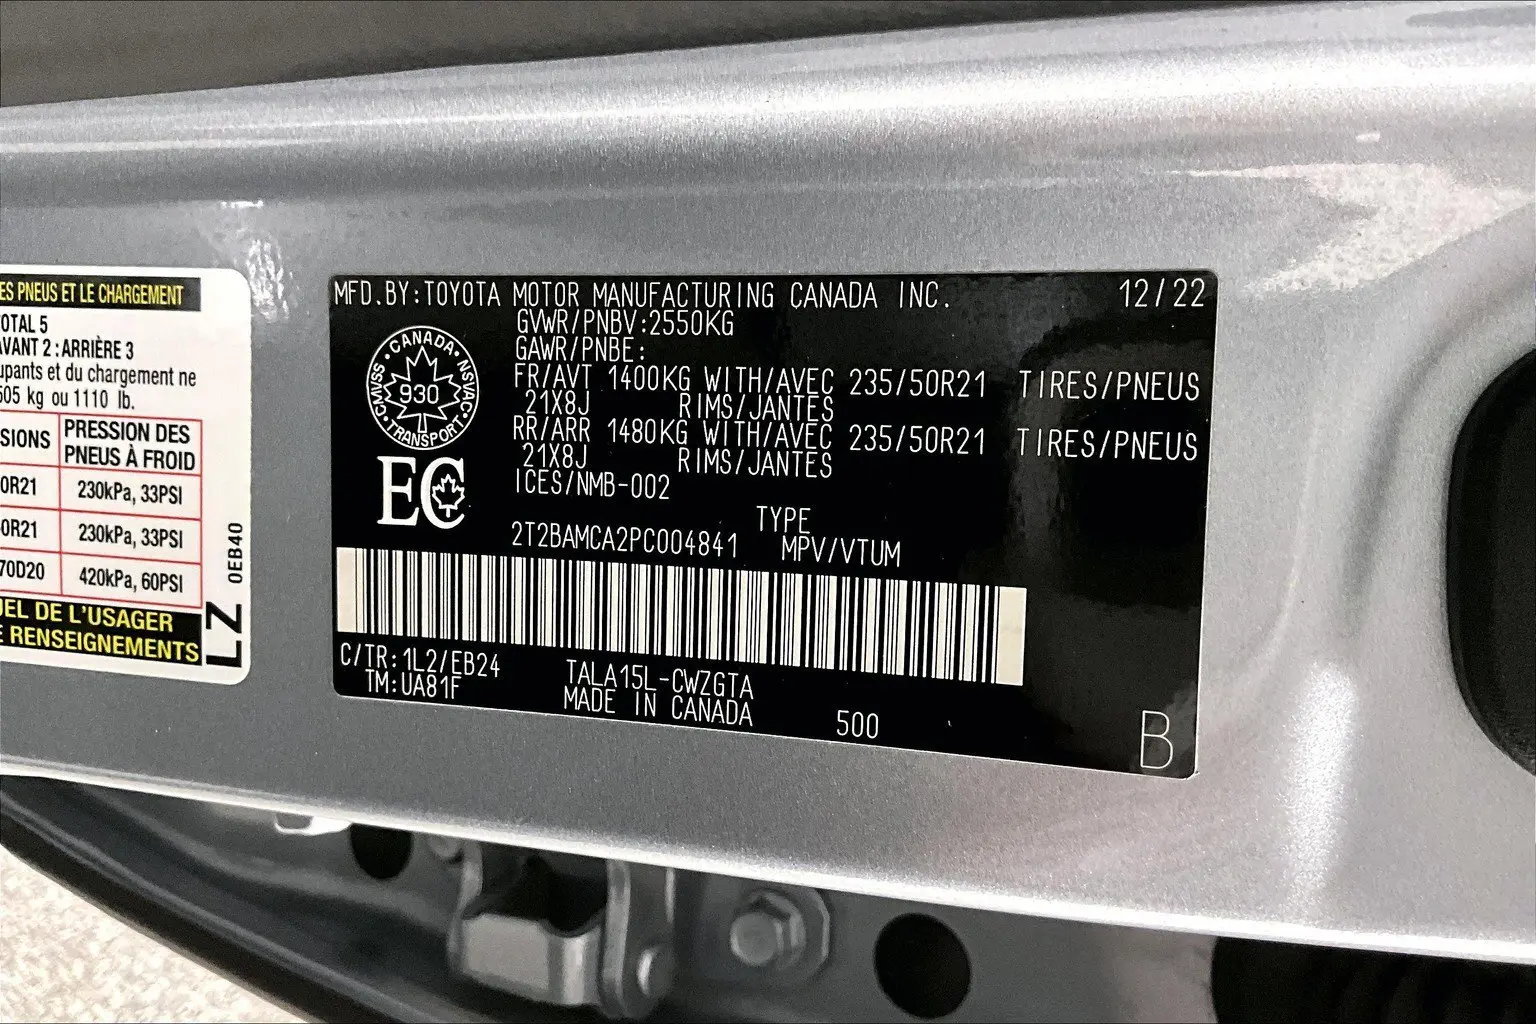 ES PNEUS ET LE CHARGEMENT
OTAL 5
AVANT 2 : ARRIÈRE 3
upants et du chargement ne
605 kg ou 1110 lb.
SIONS PRESSION DES
PNEUS À FROID
0R21 230kPa, 33PSI
0R21 230kPa, 33PSI
70D20 420kPa, 60PSI
UEL DE L'USAGER
E RENSEIGNEMENTS
LZ 0EB40
MFD.BY:TOYOTA MOTOR MANUFACTURING CANADA INC. 12/22
GVWR/PNBV:2550KG
GAWR/PNBE:
FR/AVT 1400KG WITH/AVEC 235/50R21 TIRES/PNEUS
21X8J RIMS/JANTES
RR/ARR 1480KG WITH/AVEC 235/50R21 TIRES/PNEUS
21X8J RIMS/JANTES
ICES/NMB-002
CANADA
CMVSS 930 NSVAC
TRANSPORT
EC
TYPE
2T2BAMCA2PC004841 MPV/VTUM
C/TR:1L2/EB24 TALA15L-CWZGTA
TM:UA81F MADE IN CANADA 500
B